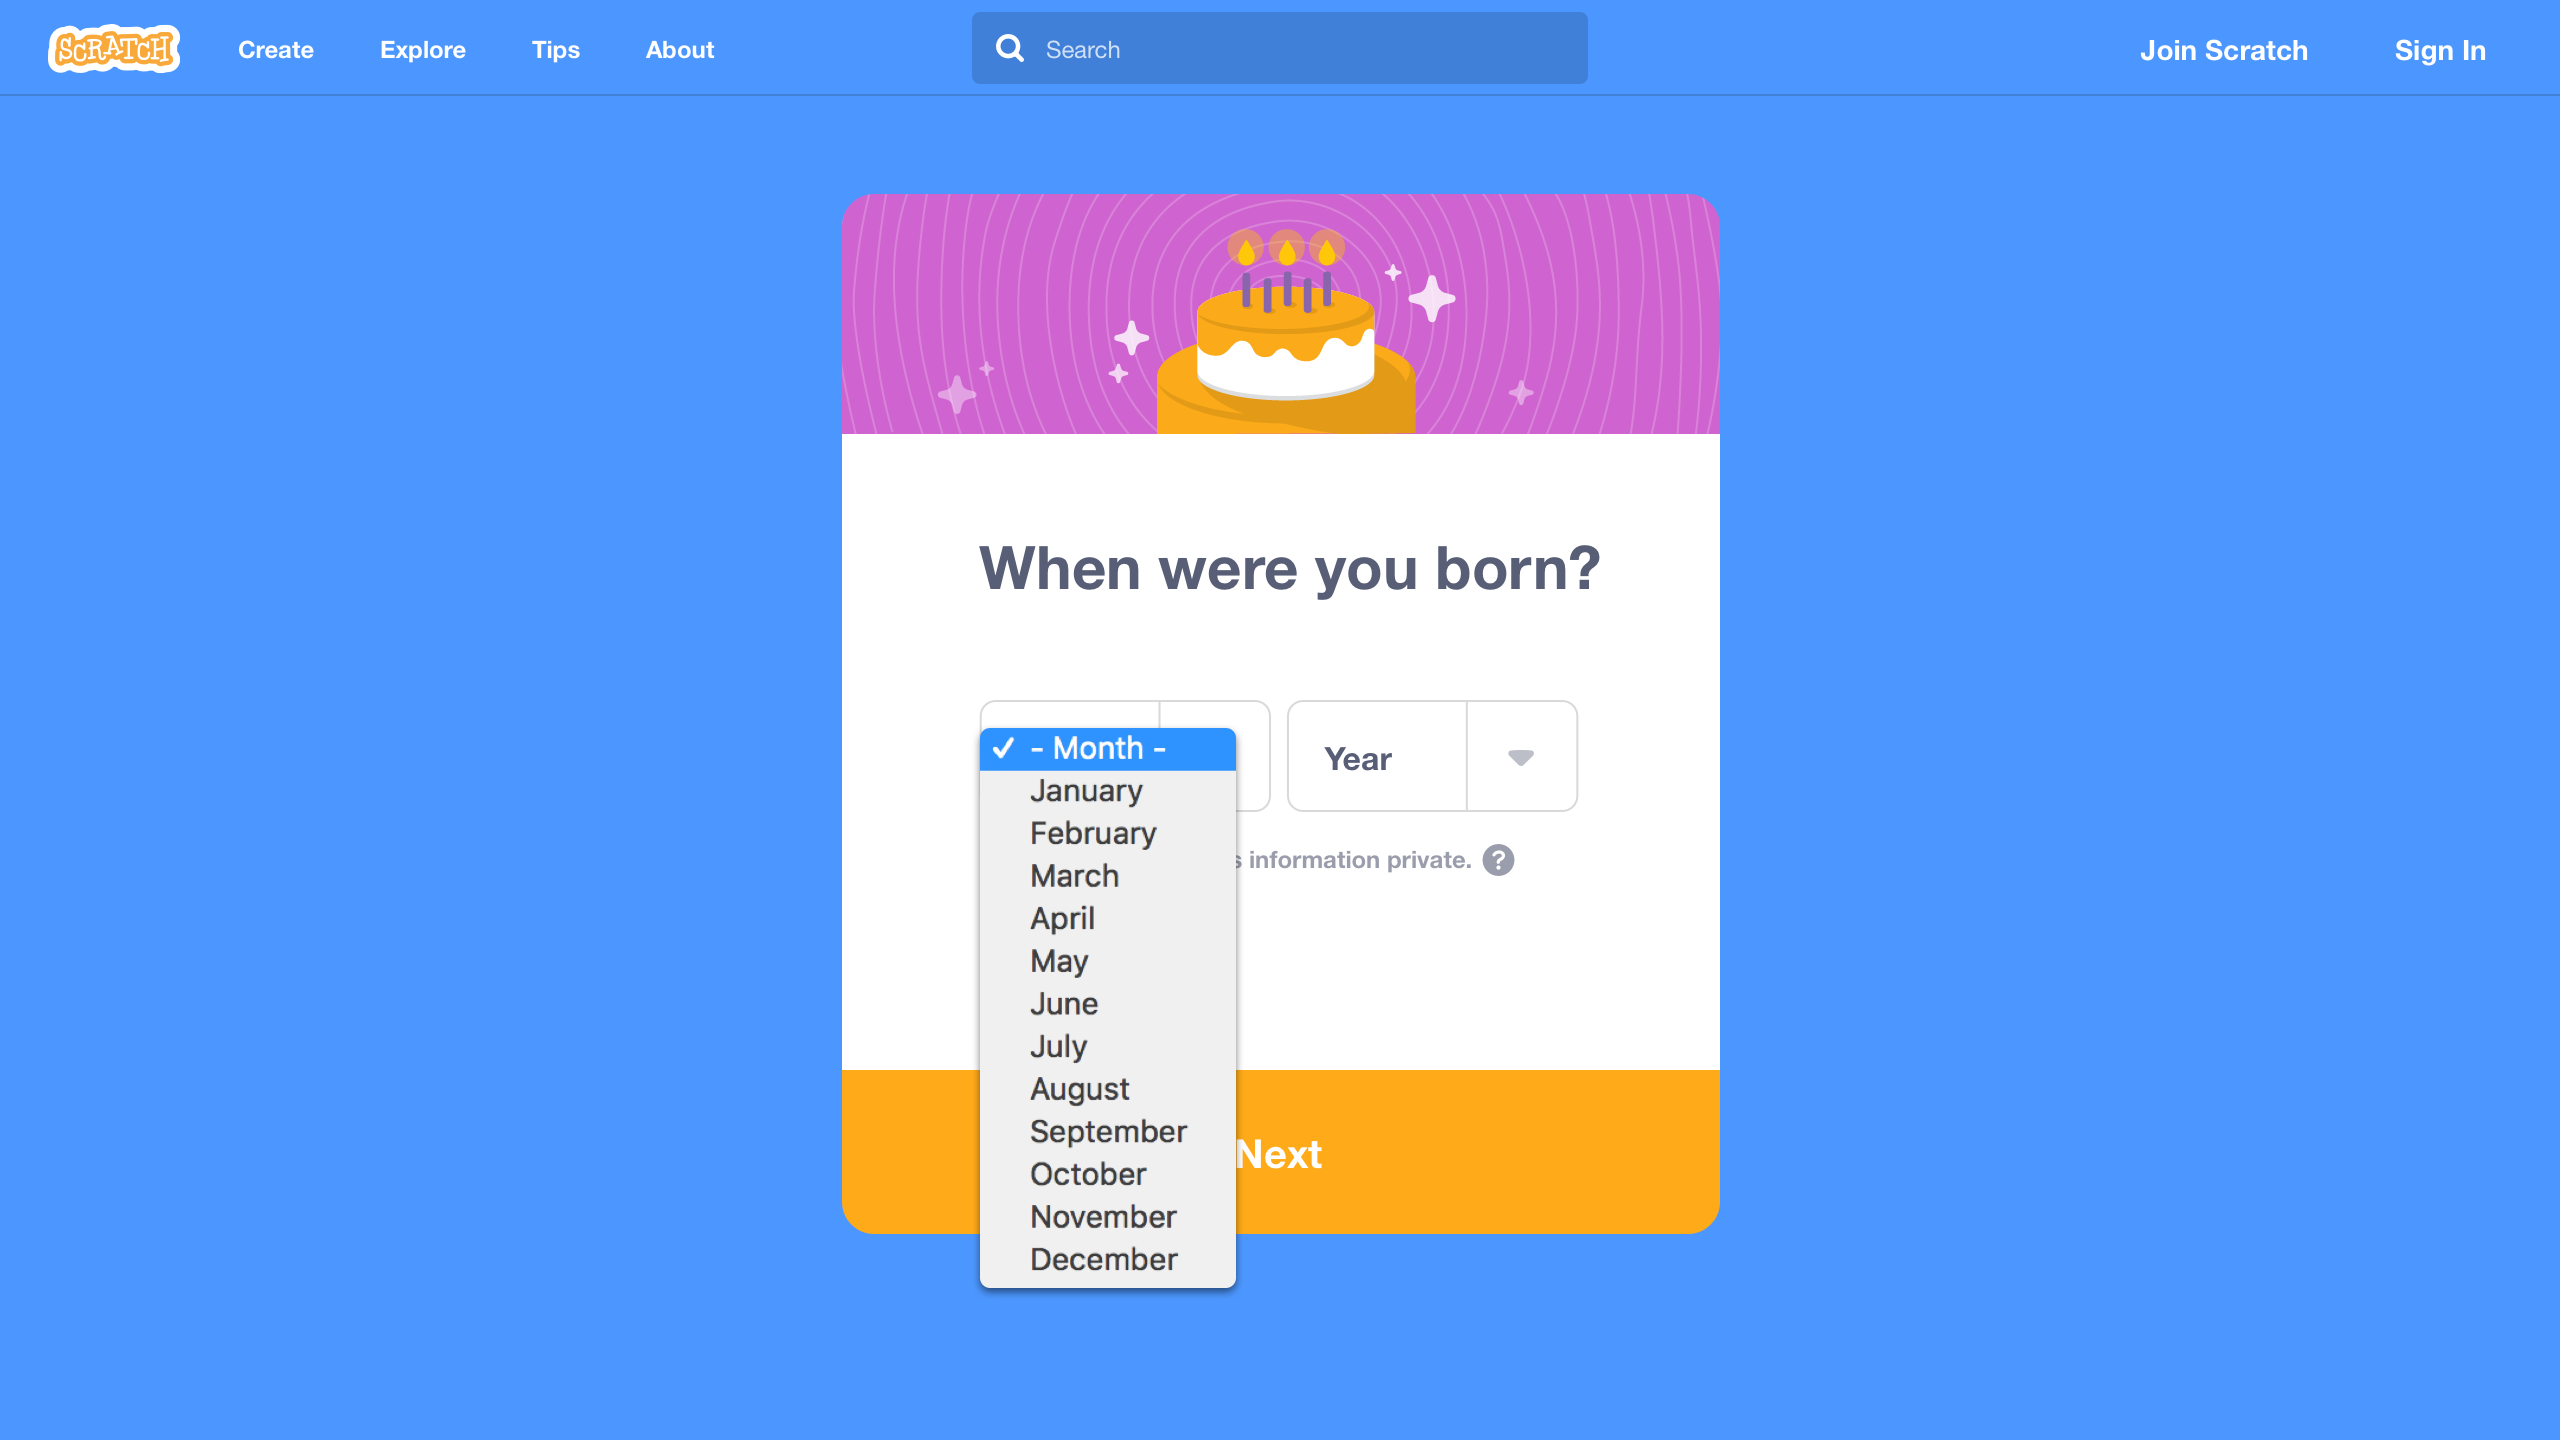 SCRATCH Create Explore Tips About Search Join Scratch Sign In
When were you born?
- Month -
Year
January
February
information private. ?
March
April
May
June
July
August
September
Next
October
November
December